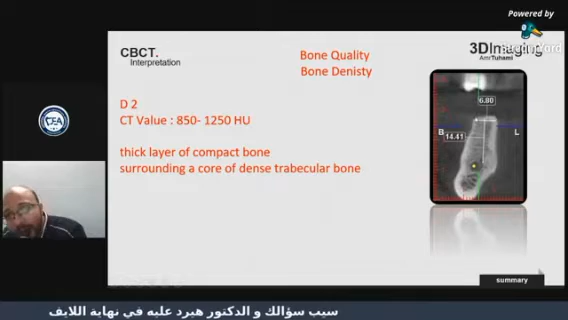 Powered by
CBCT.
Interpretation
Bone Quality
Bone Denisty
3DImaging
AmrTuhami
D 2
CT Value : 850- 1250 HU
thick layer of compact bone
surrounding a core of dense trabecular bone
6.80
B
L
14.41
summary
سيب سؤالك و الدكتور هيرد عليه في نهاية اللايف